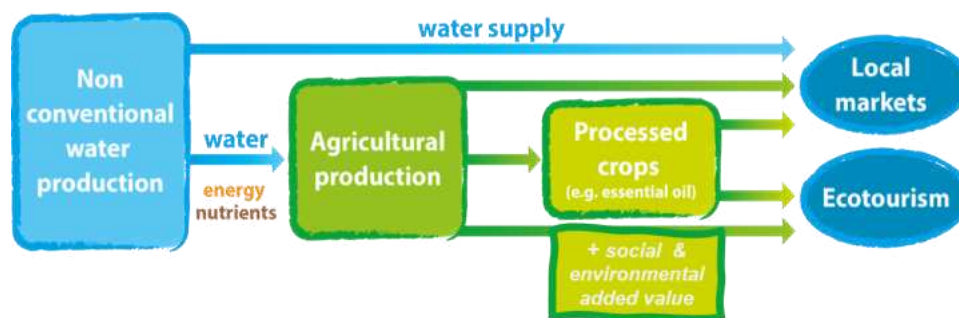 water supply
Non
conventional
water
production
water
energy
nutrients
Agricultural
production
Processed
crops
(e.g. essential oil)
+ social &
environmental
added value
Local
markets
Ecotourism